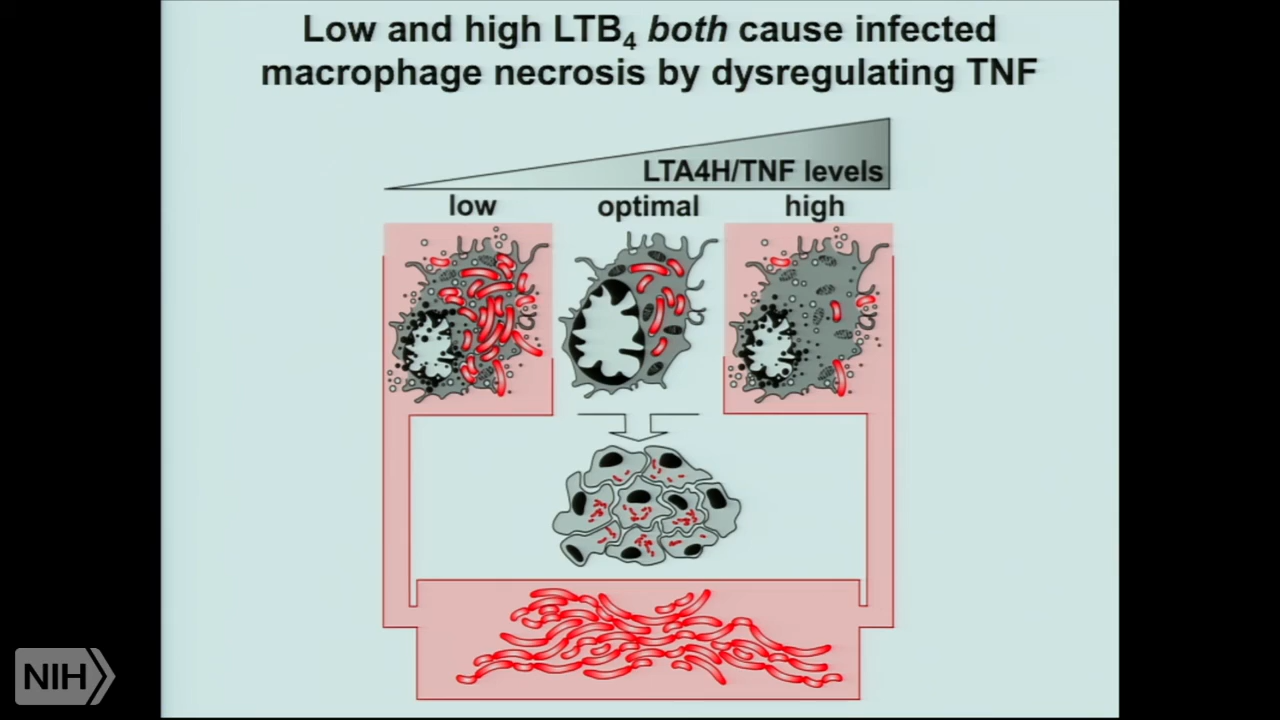 Low and high LTB₄ both cause infected
macrophage necrosis by dysregulating TNF
LTA4H/TNF levels
low optimal high
NIH